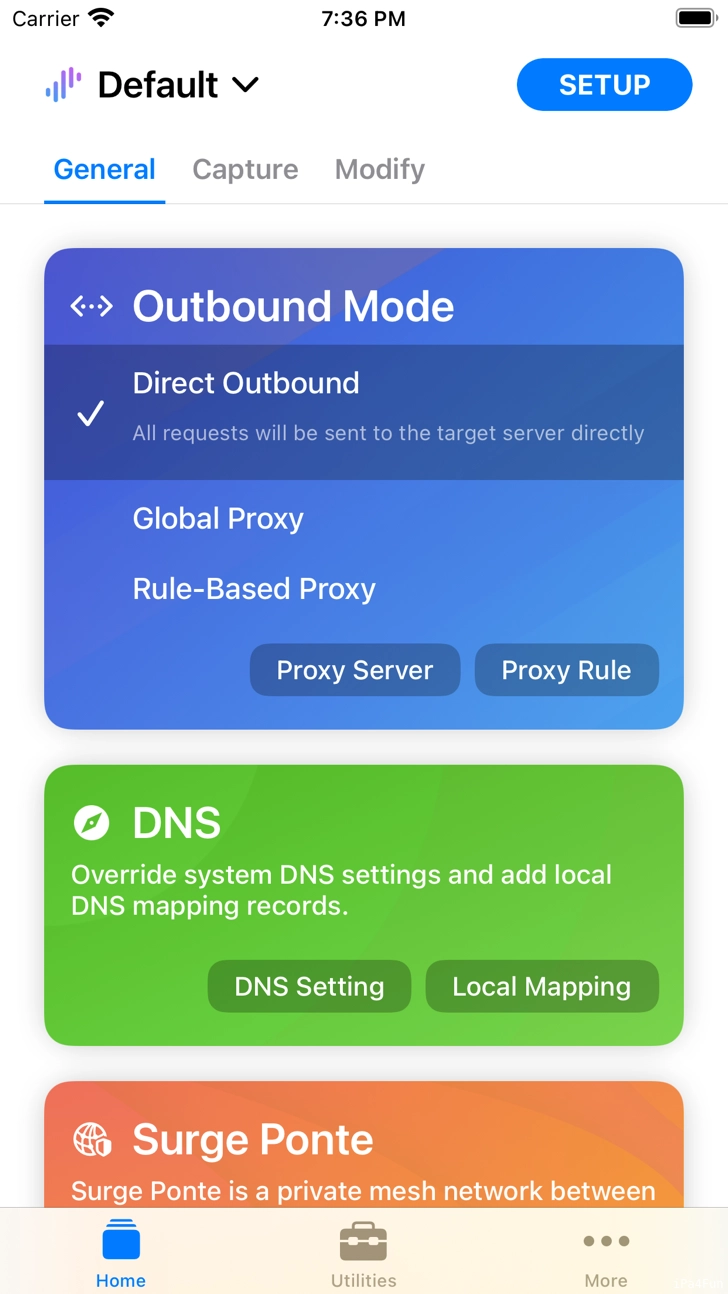 Carrier 7:36 PM
Default SETUP
General Capture Modify
Outbound Mode
Direct Outbound
All requests will be sent to the target server directly
Global Proxy
Rule-Based Proxy
Proxy Server Proxy Rule
DNS
Override system DNS settings and add local
DNS mapping records.
DNS Setting Local Mapping
Surge Ponte
Surge Ponte is a private mesh network between
Home Utilities More